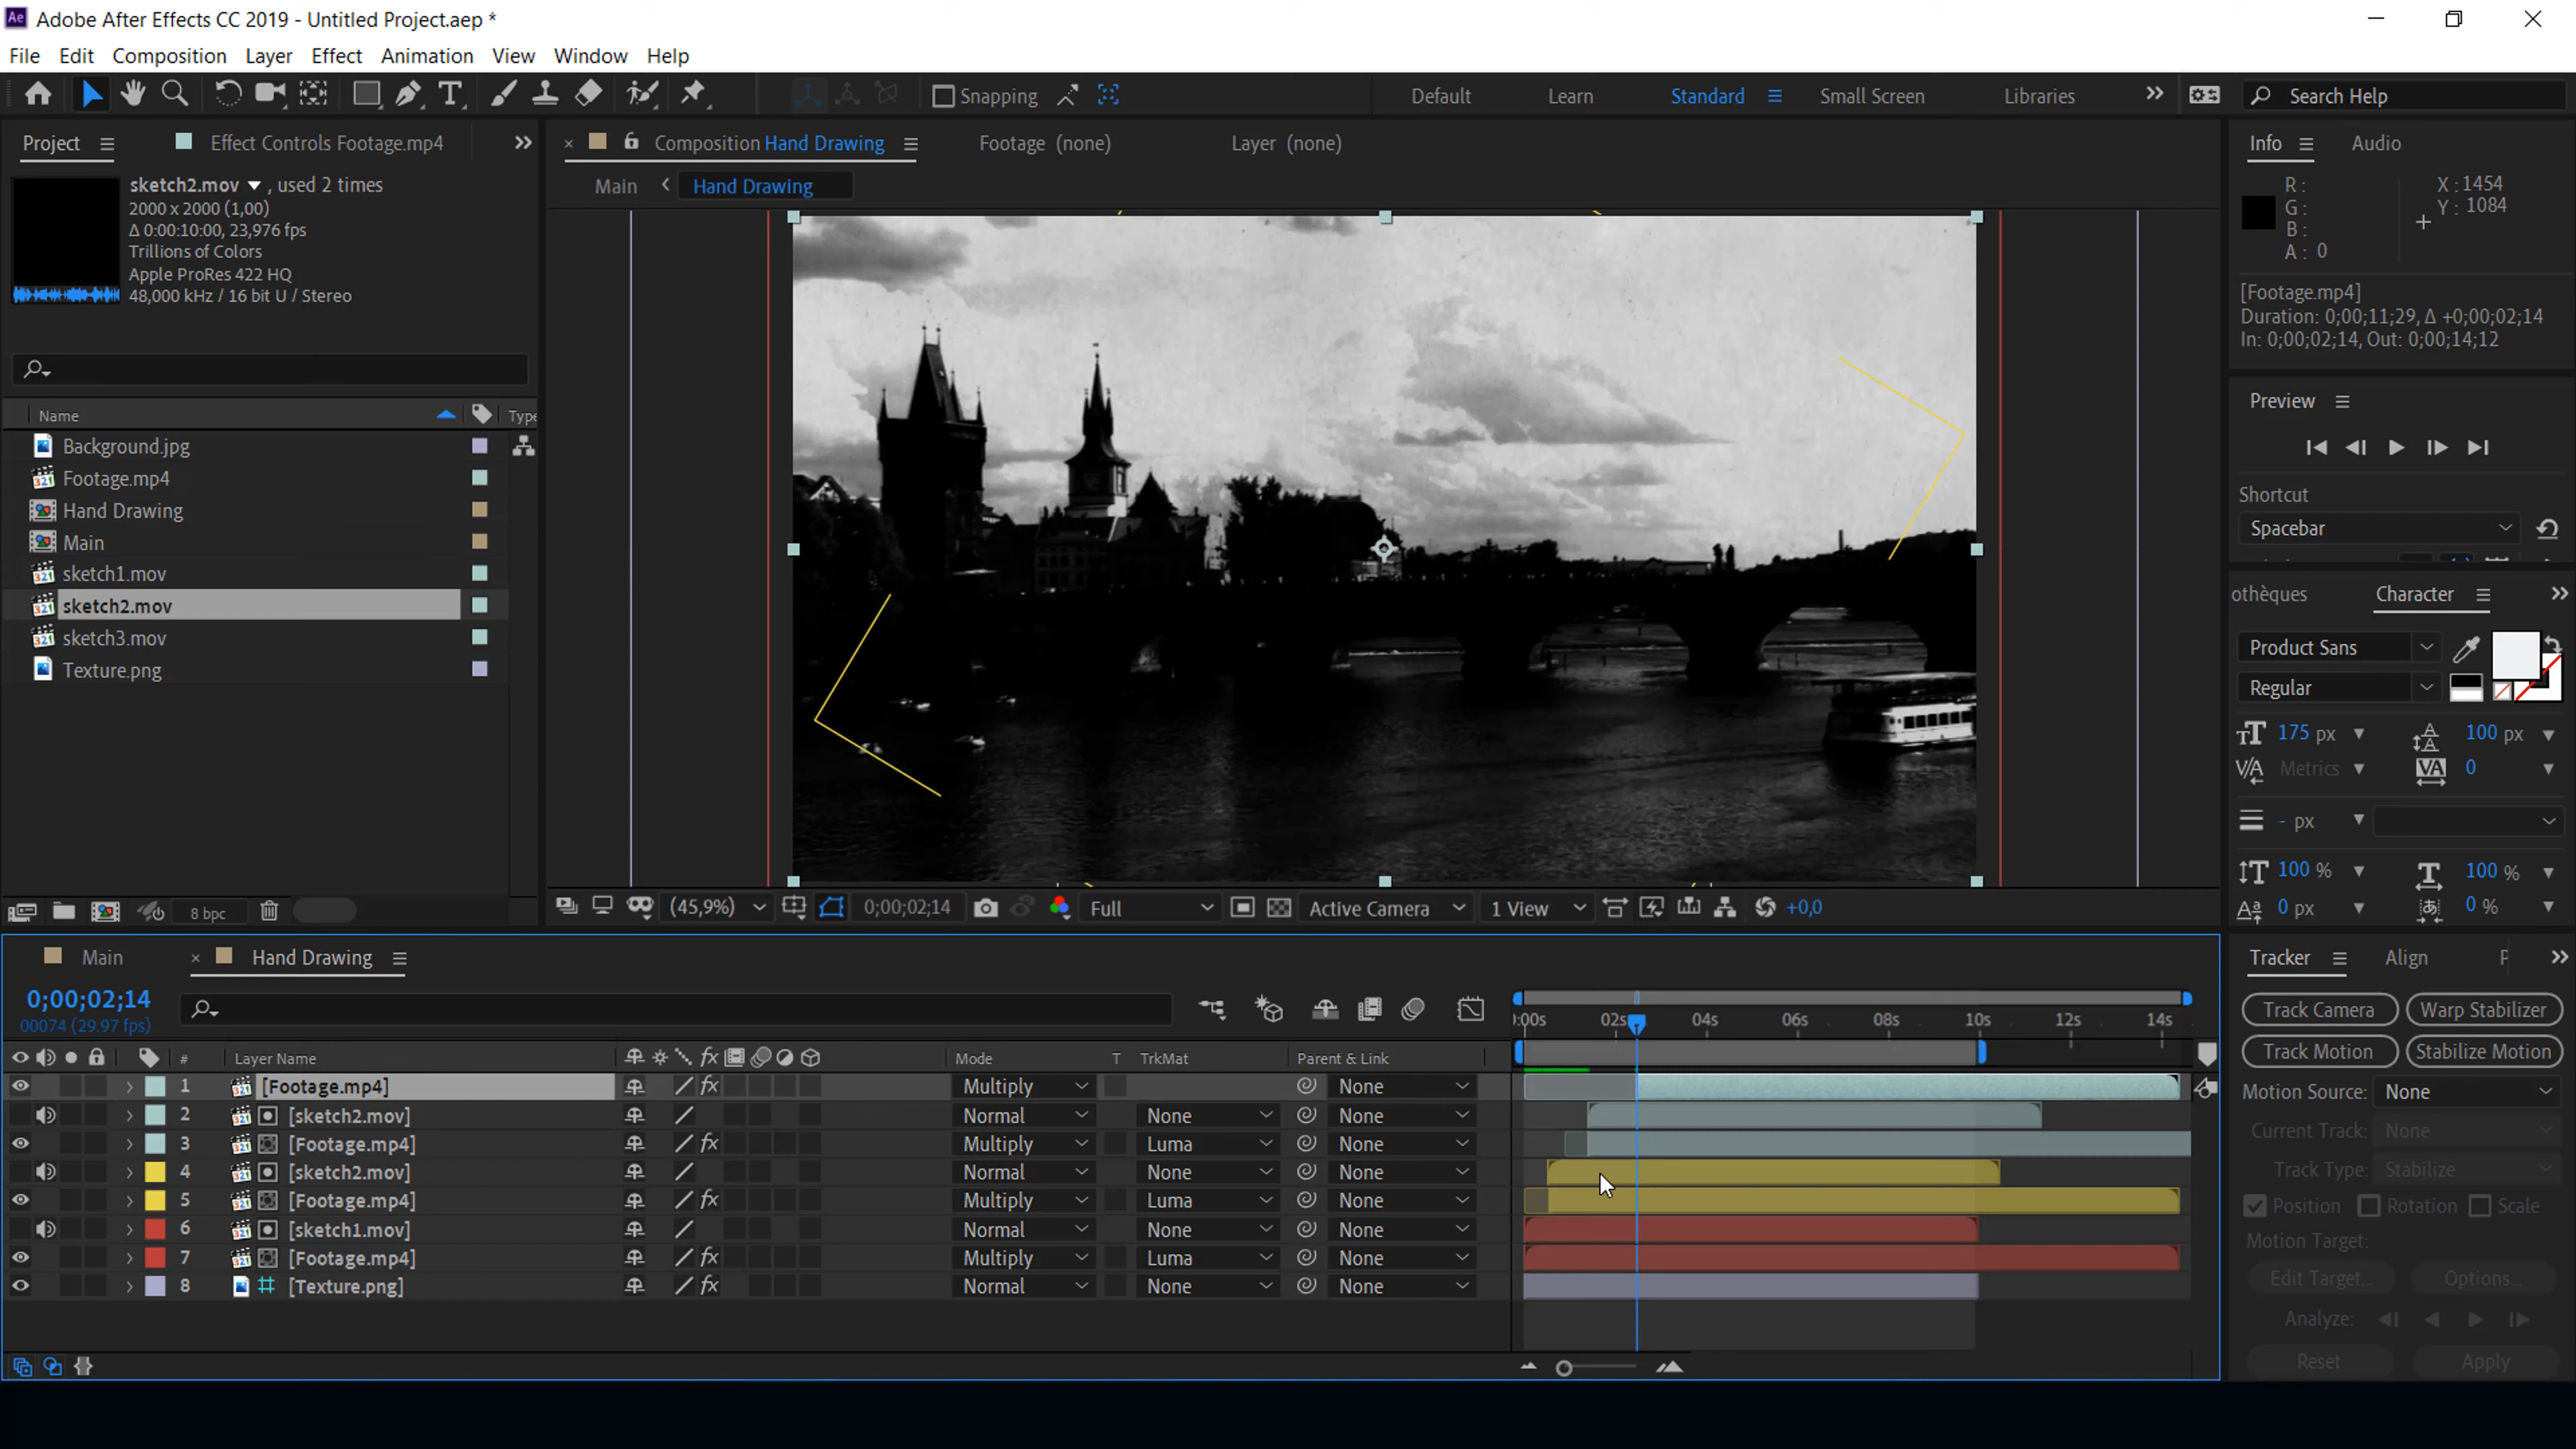 Adobe After Effects CC 2019 - Untitled Project.aep *
File Edit Composition Layer Effect Animation View Window Help
Snapping
Default Learn Standard Small Screen Libraries
Search Help
Project Effect Controls Footage.mp4
sketch2.mov , used 2 times
2000 x 2000 (1,00)
Δ 0:00:10:00, 23,976 fps
Trillions of Colors
Apple ProRes 422 HQ
48,000 kHz / 16 bit U / Stereo
Name Type
Background.jpg
Footage.mp4
Hand Drawing
Main
sketch1.mov
sketch2.mov
sketch3.mov
Texture.png
8 bpc
Composition Hand Drawing Footage (none) Layer (none)
Main Hand Drawing
(45,9%) 0;00;02;14 Full Active Camera 1 View +0,0
Info Audio
R : X : 1454
G : Y : 1084
B :
A : 0
[Footage.mp4]
Duration: 0;00;11;29, Δ +0;00;02;14
In: 0;00;02;14, Out: 0;00;14;12
Preview
Shortcut
Spacebar
othèques Character
Product Sans
Regular
175 px 100 px
Metrics 0
- px
100 % 100 %
0 px 0 %
Main Hand Drawing
0;00;02;14
00074 (29.97 fps)
:00s 02s 04s 06s 08s 10s 12s 14s
# Layer Name Mode T TrkMat Parent & Link
1 [Footage.mp4] Multiply None
2 [sketch2.mov] Normal None None
3 [Footage.mp4] Multiply Luma None
4 [sketch2.mov] Normal None None
5 [Footage.mp4] Multiply Luma None
6 [sketch1.mov] Normal None None
7 [Footage.mp4] Multiply Luma None
8 [Texture.png] Normal None None
Tracker Align P
Track Camera Warp Stabilizer
Track Motion Stabilize Motion
Motion Source: None
Current Track: None
Track Type: Stabilize
Position Rotation Scale
Motion Target:
Edit Target... Options...
Analyze:
Reset Apply